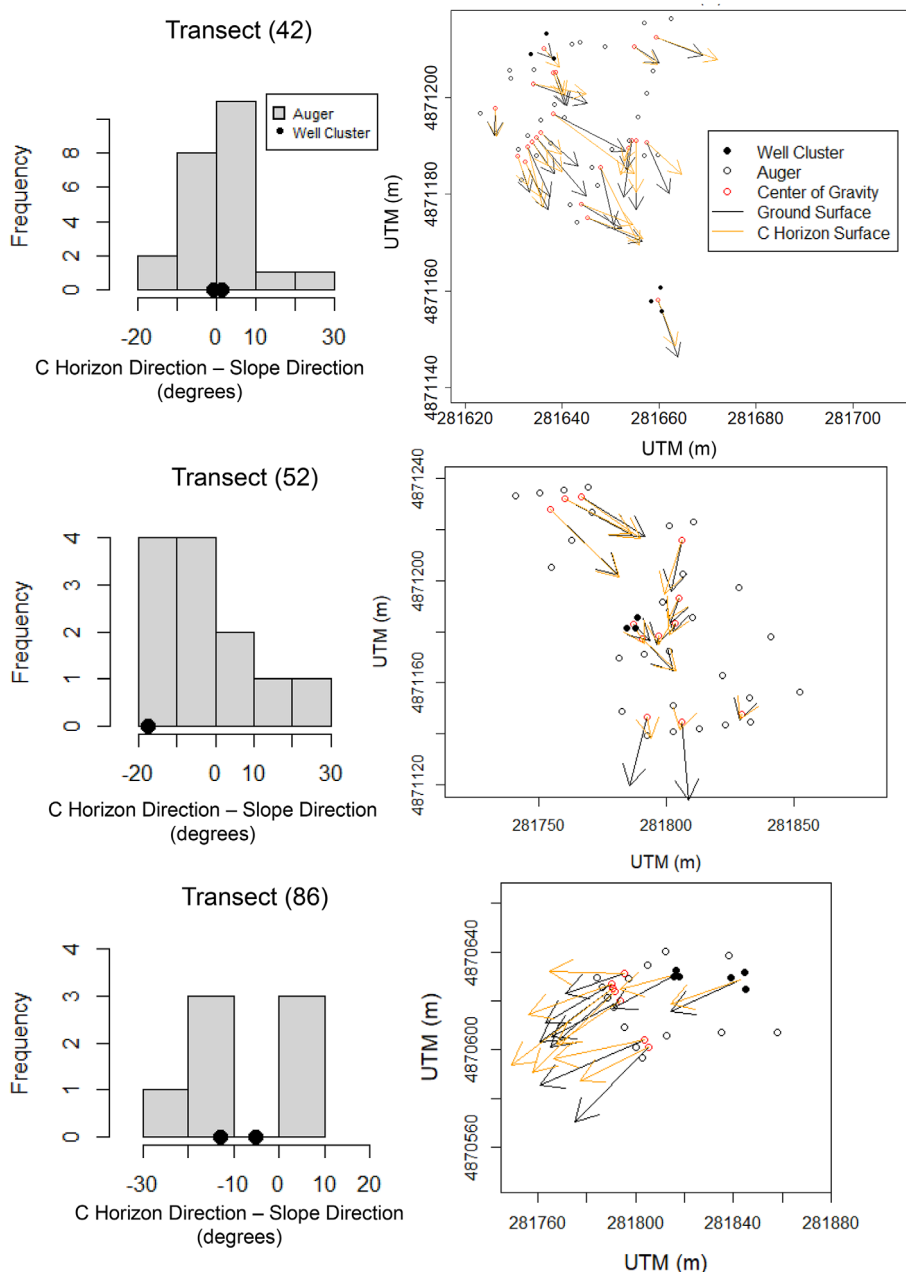 Transect (42)
Frequency
8
6
4
2
0
Auger
Well Cluster
-20
0
10
30
C Horizon Direction – Slope Direction
(degrees)
UTM (m)
4871200
4871180
4871160
4871140
Well Cluster
Auger
Center of Gravity
Ground Surface
C Horizon Surface
281620
281640
281660
281680
281700
UTM (m)
Transect (52)
Frequency
4
3
2
1
0
-20
0
10
30
C Horizon Direction – Slope Direction
(degrees)
UTM (m)
4871240
4871200
4871160
4871120
281750
281800
281850
UTM (m)
Transect (86)
Frequency
4
3
2
1
0
-30
-10
0
10
20
C Horizon Direction – Slope Direction
(degrees)
UTM (m)
4870640
4870600
4870560
281760
281800
281840
281880
UTM (m)